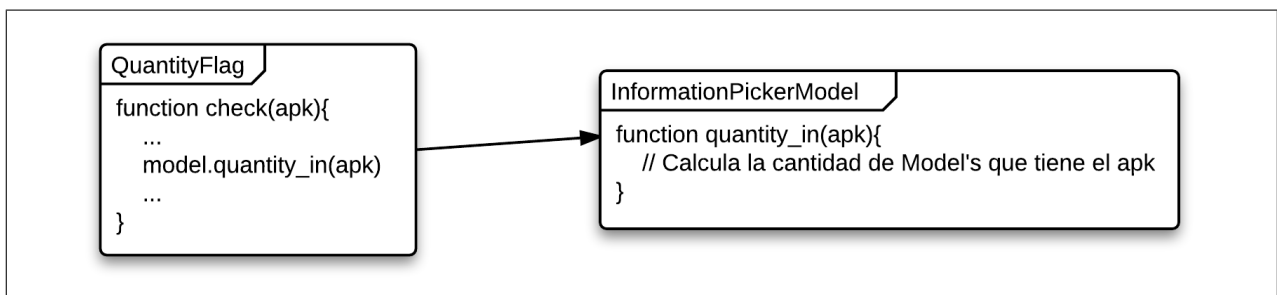 QuantityFlag
function check(apk){
...
model.quantity_in(apk)
...
}
InformationPickerModel
function quantity_in(apk){
// Calcula la cantidad de Model's que tiene el apk
}